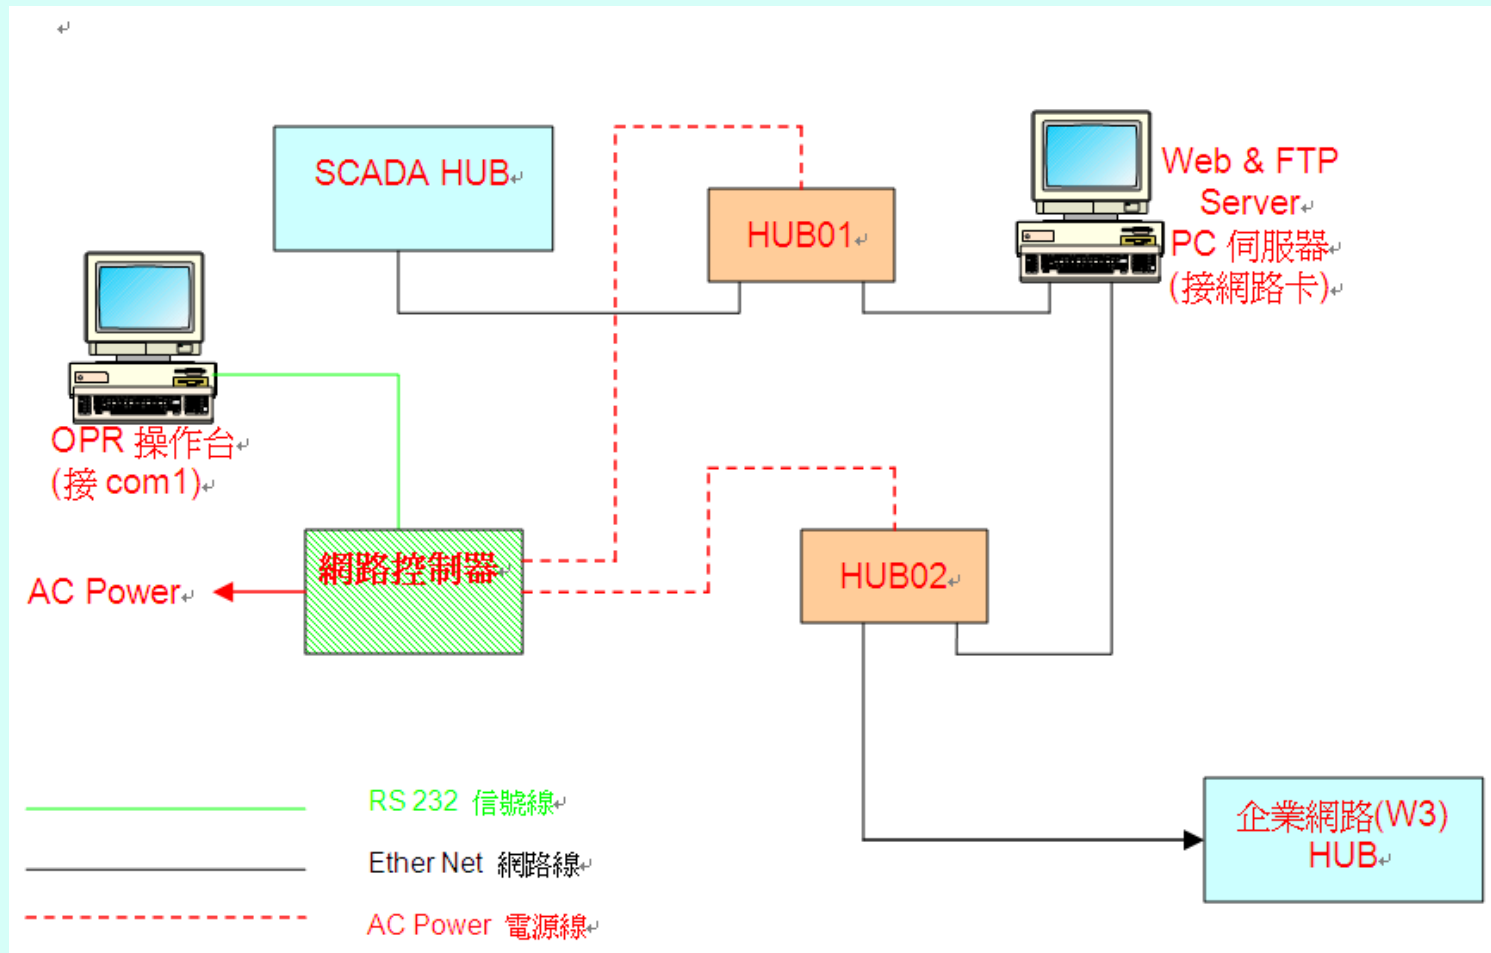 SCADA HUB
HUB01
Web & FTP
Server
PC 伺服器
(接網路卡)
OPR 操作台
(接 com1)
網路控制器
AC Power
HUB02
RS 232 信號線
Ether Net 網路線
AC Power 電源線
企業網路(W3)
HUB